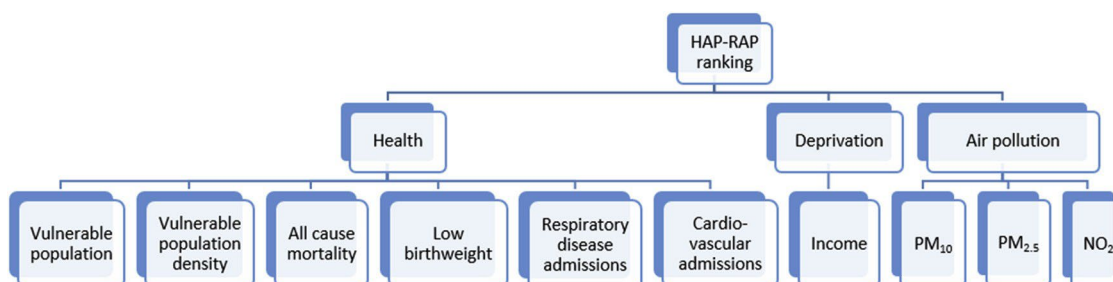 HAP-RAP
ranking
Health
Deprivation
Air pollution
Vulnerable
population
Vulnerable
population
density
All cause
mortality
Low
birthweight
Respiratory
disease
admissions
Cardio-
vascular
admissions
Income
PM₁₀
PM₂.₅
NO₂